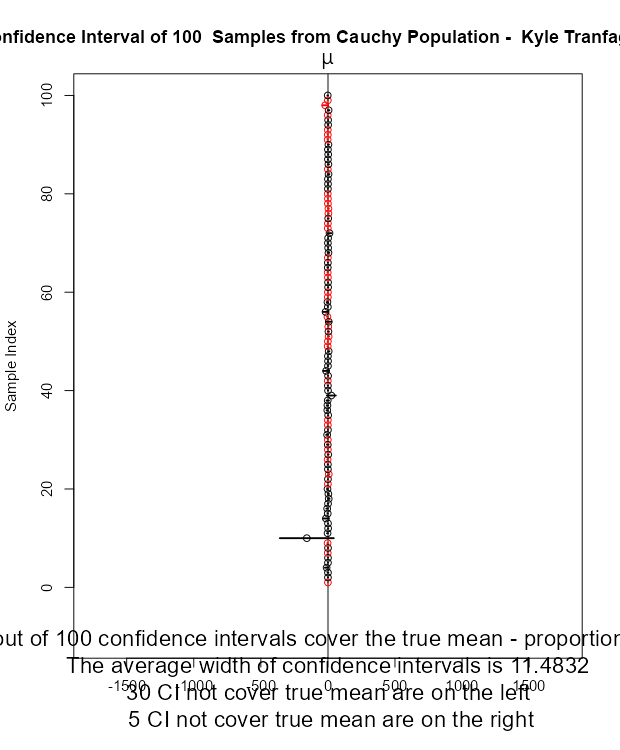 onfidence Interval of 100 Samples from Cauchy Population - Kyle Tranfag
μ
100
80
60
40
20
0
Sample Index
out of 100 confidence intervals cover the true mean - proportion
The average width of confidence intervals is 11.4832
-1500 -1000 -500 0 500 1000 1500
30 CI not cover true mean are on the left
5 CI not cover true mean are on the right